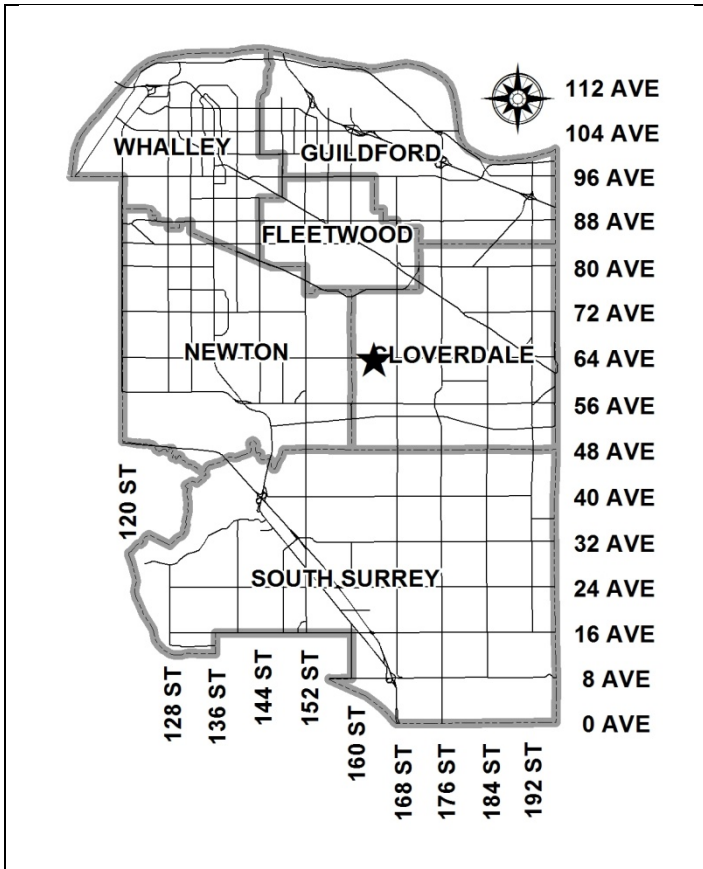 112 AVE
104 AVE
WHALLEY
GUILDFORD
96 AVE
88 AVE
FLEETWOOD
80 AVE
72 AVE
NEWTON
CLOVERDALE
64 AVE
56 AVE
48 AVE
120 ST
40 AVE
32 AVE
SOUTH SURREY
24 AVE
16 AVE
8 AVE
0 AVE
128 ST
136 ST
144 ST
152 ST
160 ST
168 ST
176 ST
184 ST
192 ST